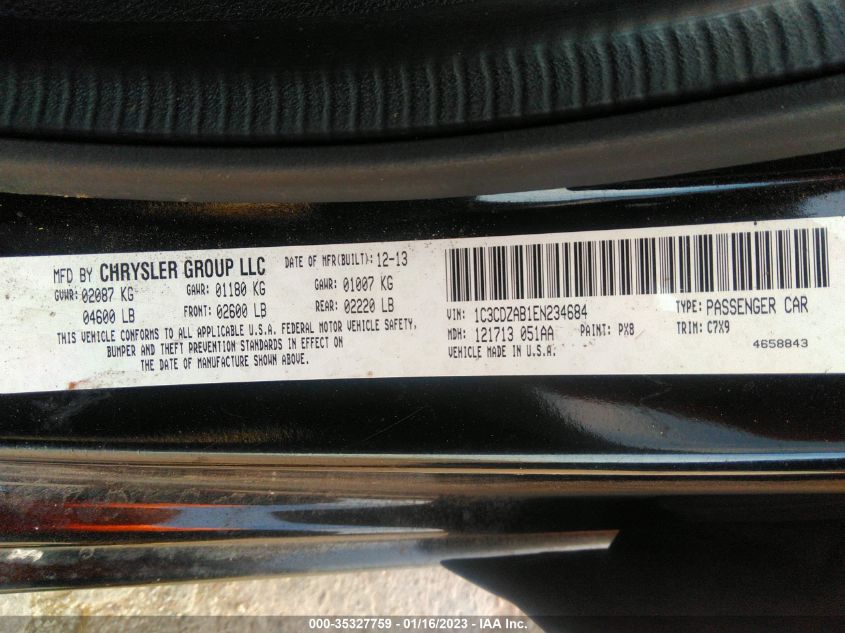 MFD BY CHRYSLER GROUP LLC DATE OF MFR(BUILT): 12-13
GVWR: 02087 KG GAWR: 01180 KG GAWR: 01007 KG
04600 LB FRONT: 02600 LB REAR: 02220 LB
THIS VEHICLE CONFORMS TO ALL APPLICABLE U.S.A. FEDERAL MOTOR VEHICLE SAFETY,
BUMPER AND THEFT PREVENTION STANDARDS IN EFFECT ON
THE DATE OF MANUFACTURE SHOWN ABOVE.
VIN: 1C3CDZAB1EN234684 TYPE: PASSENGER CAR
MDH: 121713 051AA PAINT: PX8 TRIM: C7X9
VEHICLE MADE IN U.S.A. 4658843
000-35327759 - 01/16/2023 - IAA Inc.